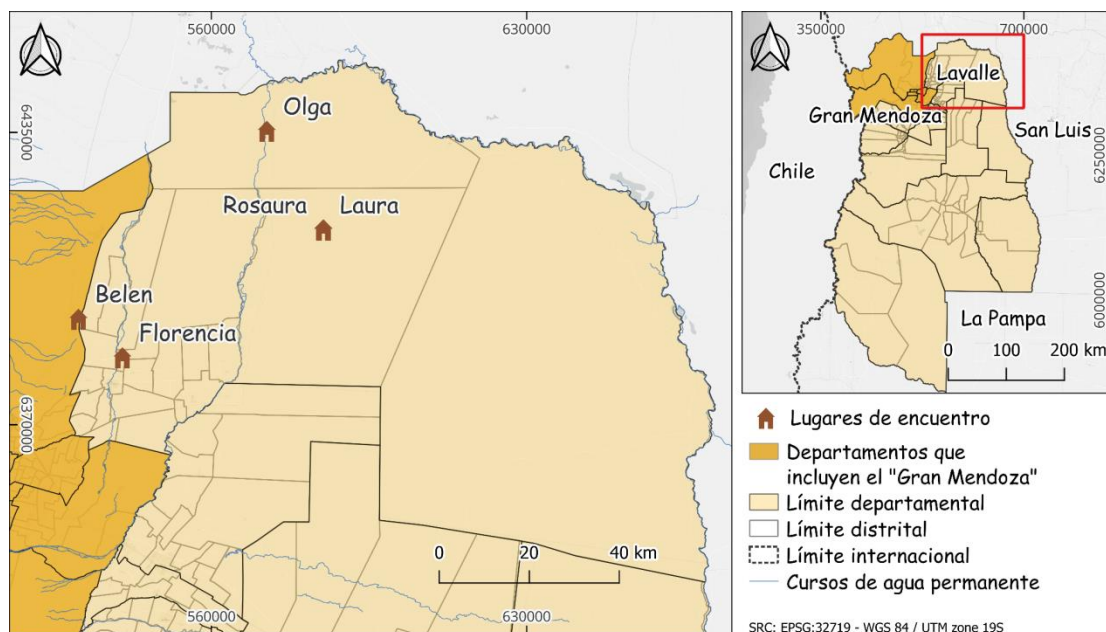 560000
630000
6435000
6370000
Olga
Rosaura
Laura
Belen
Florencia
0
20
40 km
560000
630000
350000
700000
6250000
6000000
Lavalle
Gran Mendoza
San Luis
Chile
La Pampa
0
100
200 km
Lugares de encuentro
Departamentos que
incluyen el "Gran Mendoza"
Límite departamental
Límite distrital
Límite internacional
Cursos de agua permanente
SRC: EPSG:32719 - WGS 84 / UTM zone 19S